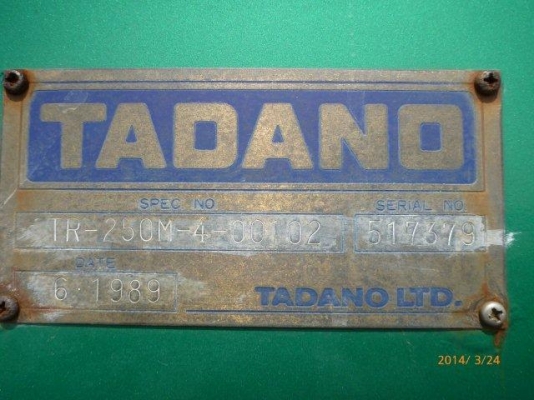 TADANO
SPEC NO SERIAL NO
TR-250M-4-00102 517379
DATE
6·1989 TADANO LTD.
2014/ 3/24